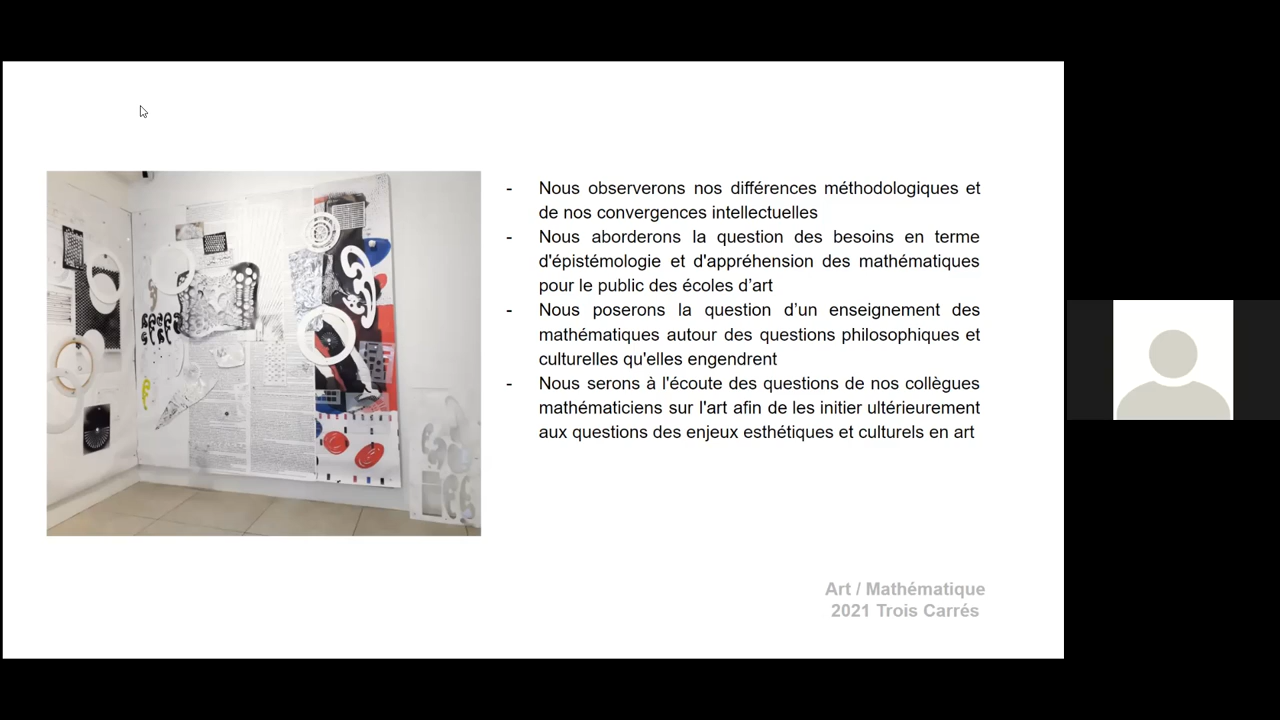 - Nous observerons nos différences méthodologiques et
de nos convergences intellectuelles
- Nous aborderons la question des besoins en terme
d'épistémologie et d'appréhension des mathématiques
pour le public des écoles d’art
- Nous poserons la question d’un enseignement des
mathématiques autour des questions philosophiques et
culturelles qu'elles engendrent
- Nous serons à l'écoute des questions de nos collègues
mathématiciens sur l'art afin de les initier ultérieurement
aux questions des enjeux esthétiques et culturels en art
Art / Mathématique
2021 Trois Carrés